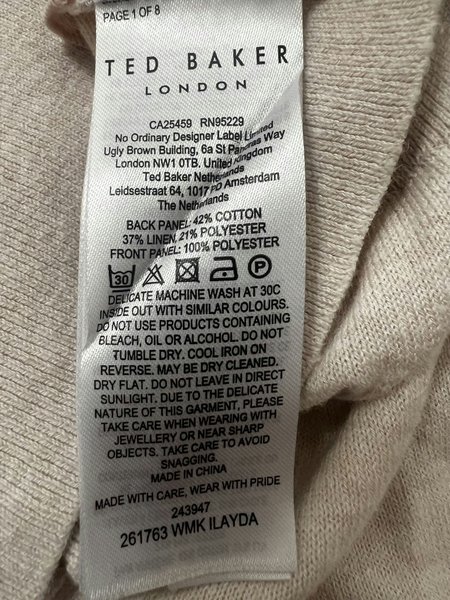 PAGE 1 OF 8
TED BAKER
LONDON
CA25459 RN95229
No Ordinary Designer Label Limited
Ugly Brown Building, 6a St Pancras Way
London NW1 0TB. United Kingdom
Ted Baker Netherlands
Leidsestraat 64, 1017 PD Amsterdam
The Netherlands
BACK PANEL: 42% COTTON
37% LINEN, 21% POLYESTER
FRONT PANEL: 100% POLYESTER
30 P
DELICATE MACHINE WASH AT 30C
INSIDE OUT WITH SIMILAR COLOURS.
DO NOT USE PRODUCTS CONTAINING
BLEACH, OIL OR ALCOHOL. DO NOT
TUMBLE DRY. COOL IRON ON
REVERSE. MAY BE DRY CLEANED.
DRY FLAT. DO NOT LEAVE IN DIRECT
SUNLIGHT. DUE TO THE DELICATE
NATURE OF THIS GARMENT, PLEASE
TAKE CARE WHEN WEARING WITH
JEWELLERY OR NEAR SHARP
OBJECTS. TAKE CARE TO AVOID
SNAGGING.
MADE IN CHINA
MADE WITH CARE, WEAR WITH PRIDE
243947
261763 WMK ILAYDA